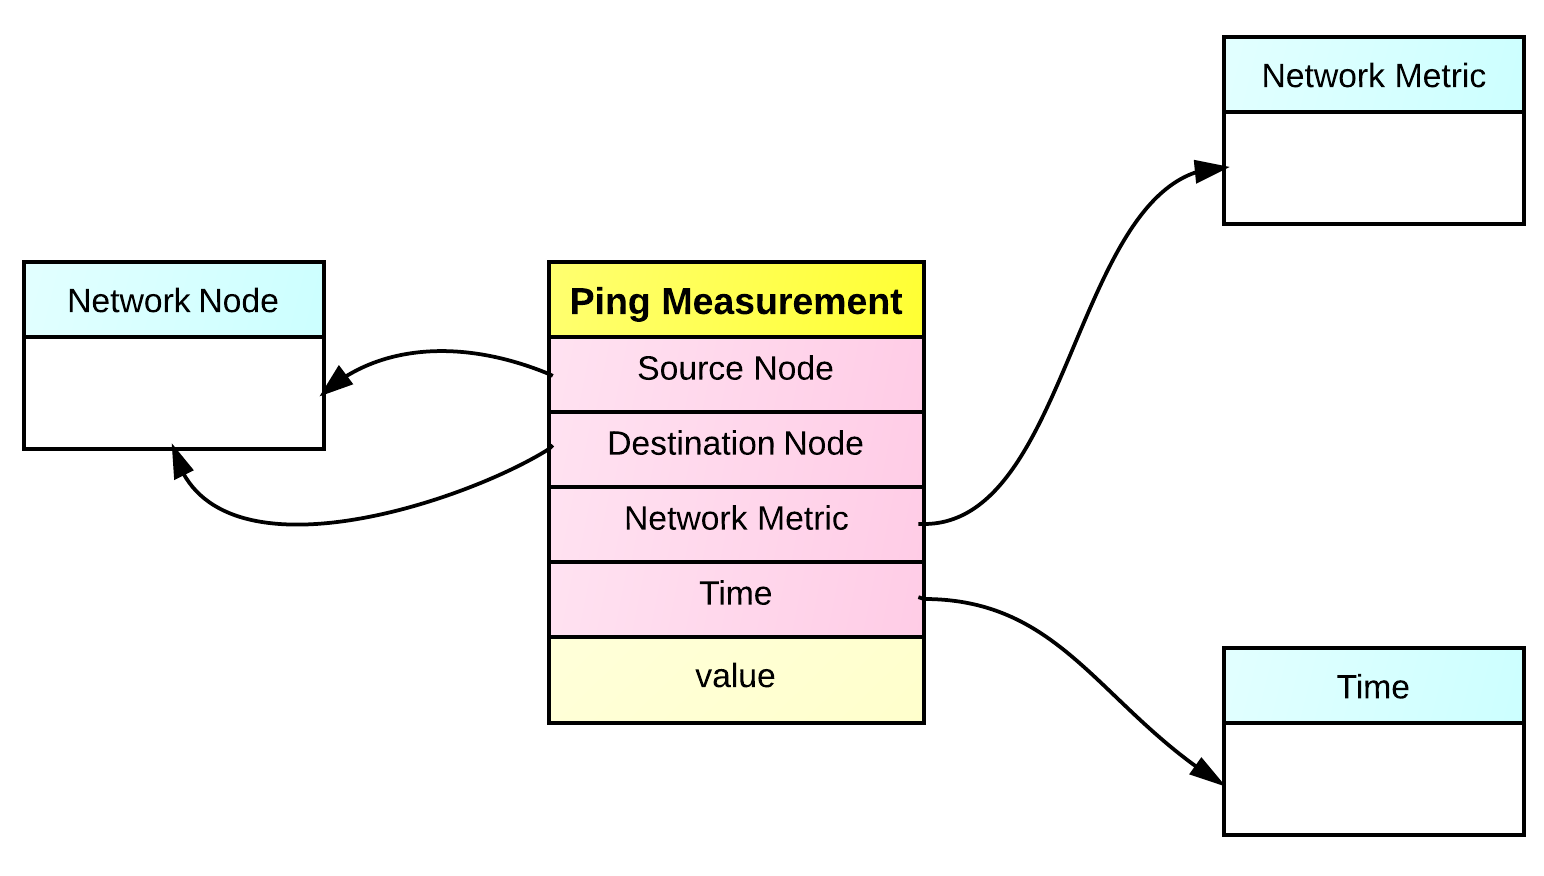 Network Metric
Network Node
Ping Measurement
Source Node
Destination Node
Network Metric
Time
value
Time